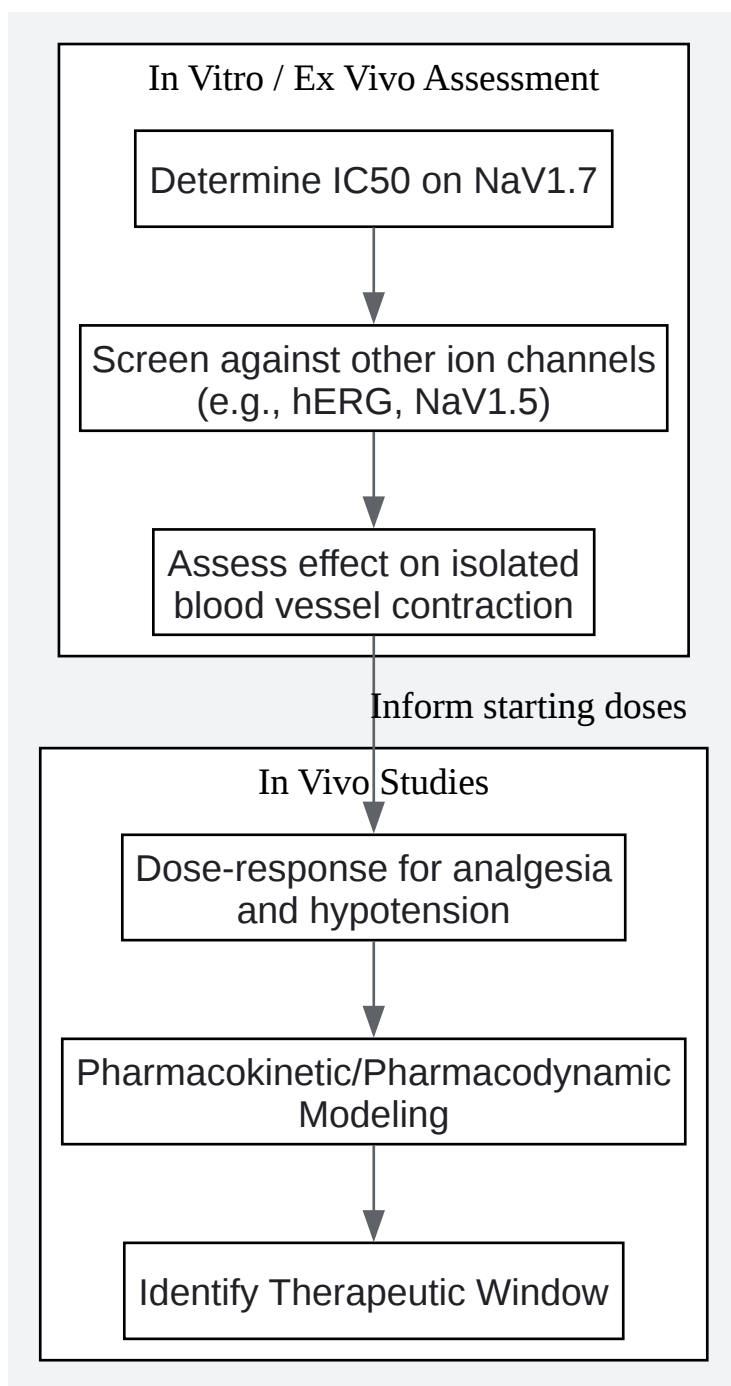 In Vitro / Ex Vivo Assessment
Determine IC50 on NaV1.7
Screen against other ion channels
(e.g., hERG, NaV1.5)
Assess effect on isolated
blood vessel contraction
Inform starting doses
In Vivo Studies
Dose-response for analgesia
and hypotension
Pharmacokinetic/Pharmacodynamic
Modeling
Identify Therapeutic Window